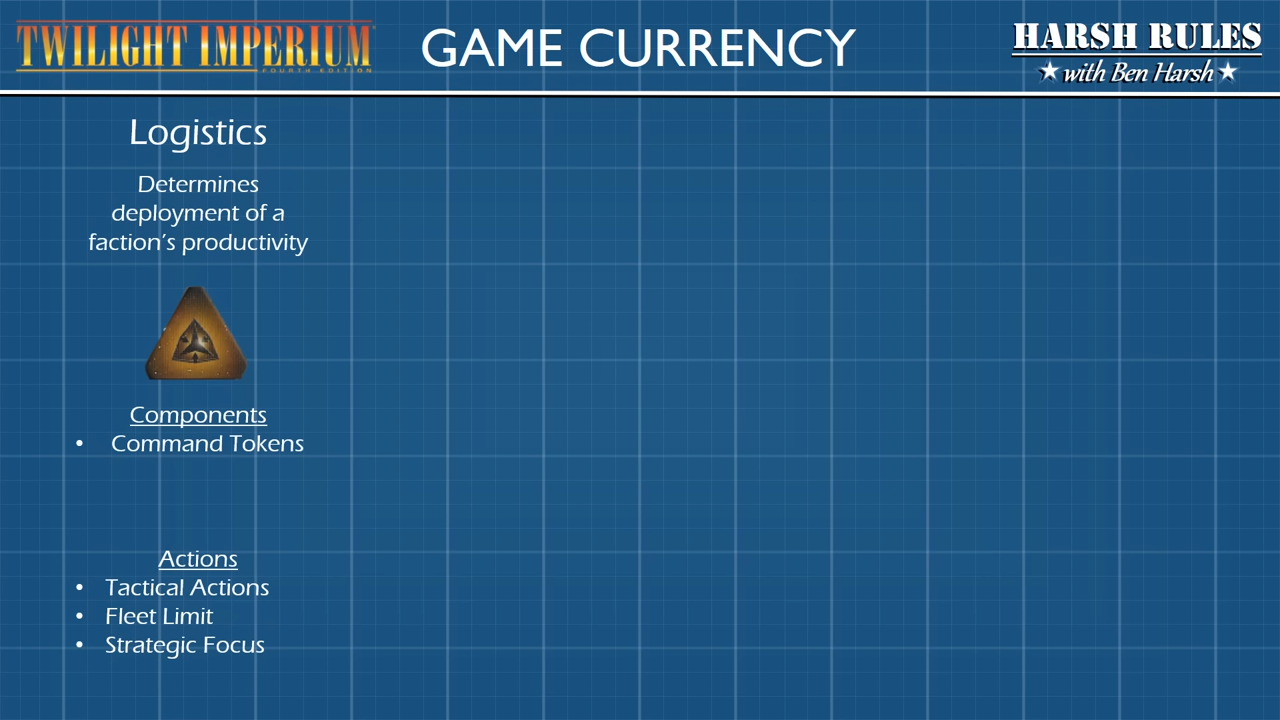 TWILIGHT IMPERIUM
FOURTH EDITION
GAME CURRENCY
HARSH RULES
with Ben Harsh
Logistics
Determines
deployment of a
faction's productivity
Components
• Command Tokens
Actions
• Tactical Actions
• Fleet Limit
• Strategic Focus